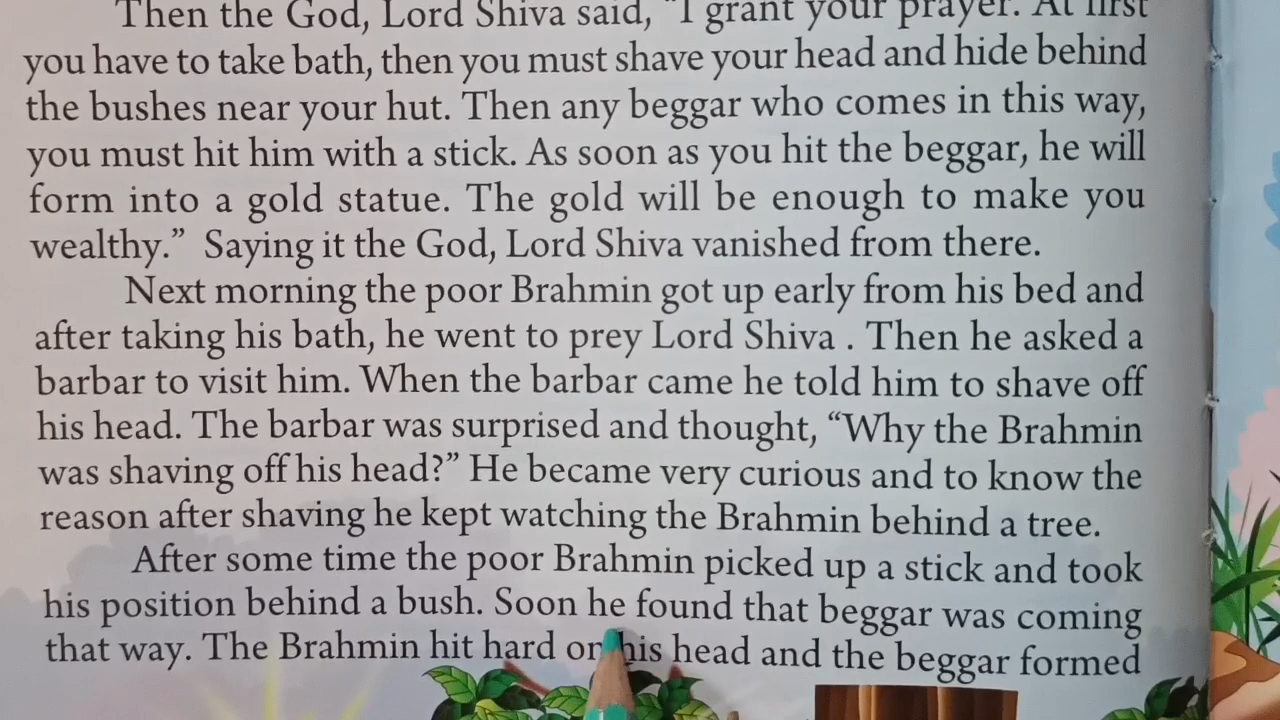 Then the God, Lord Shiva said, "I grant your prayer. At first
you have to take bath, then you must shave your head and hide behind
the bushes near your hut. Then any beggar who comes in this way,
you must hit him with a stick. As soon as you hit the beggar, he will
form into a gold statue. The gold will be enough to make you
wealthy.” Saying it the God, Lord Shiva vanished from there.
Next morning the poor Brahmin got up early from his bed and
after taking his bath, he went to prey Lord Shiva . Then he asked a
barbar to visit him. When the barbar came he told him to shave off
his head. The barbar was surprised and thought, “Why the Brahmin
was shaving off his head?” He became very curious and to know the
reason after shaving he kept watching the Brahmin behind a tree.
After some time the poor Brahmin picked up a stick and took
his position behind a bush. Soon he found that beggar was coming
that way. The Brahmin hit hard on his head and the beggar formed